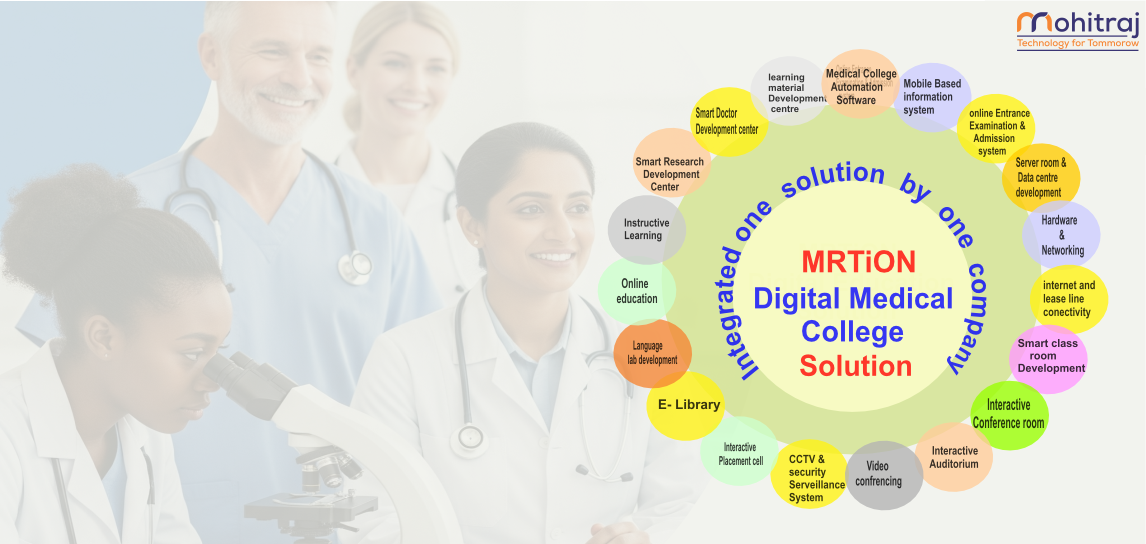 Mohitraj
Technology for Tommorow
Integrated one solution by one company
MRTiON
Digital Medical
College
Solution
Medical College
Automation
Software
Mobile Based
information
system
online Entrance
Examination &
Admission
system
Server room &
Data centre
development
Hardware
&
Networking
internet and
lease line
conectivity
Smart class
room
Development
Interactive
Conference room
Interactive
Auditorium
Video
confrencing
CCTV &
security
Serveillance
System
Interactive
Placement cell
E- Library
Language
lab development
Online
education
Instructive
Learning
Smart Research
Development
Center
Smart Doctor
Development center
learning
material
Development
centre